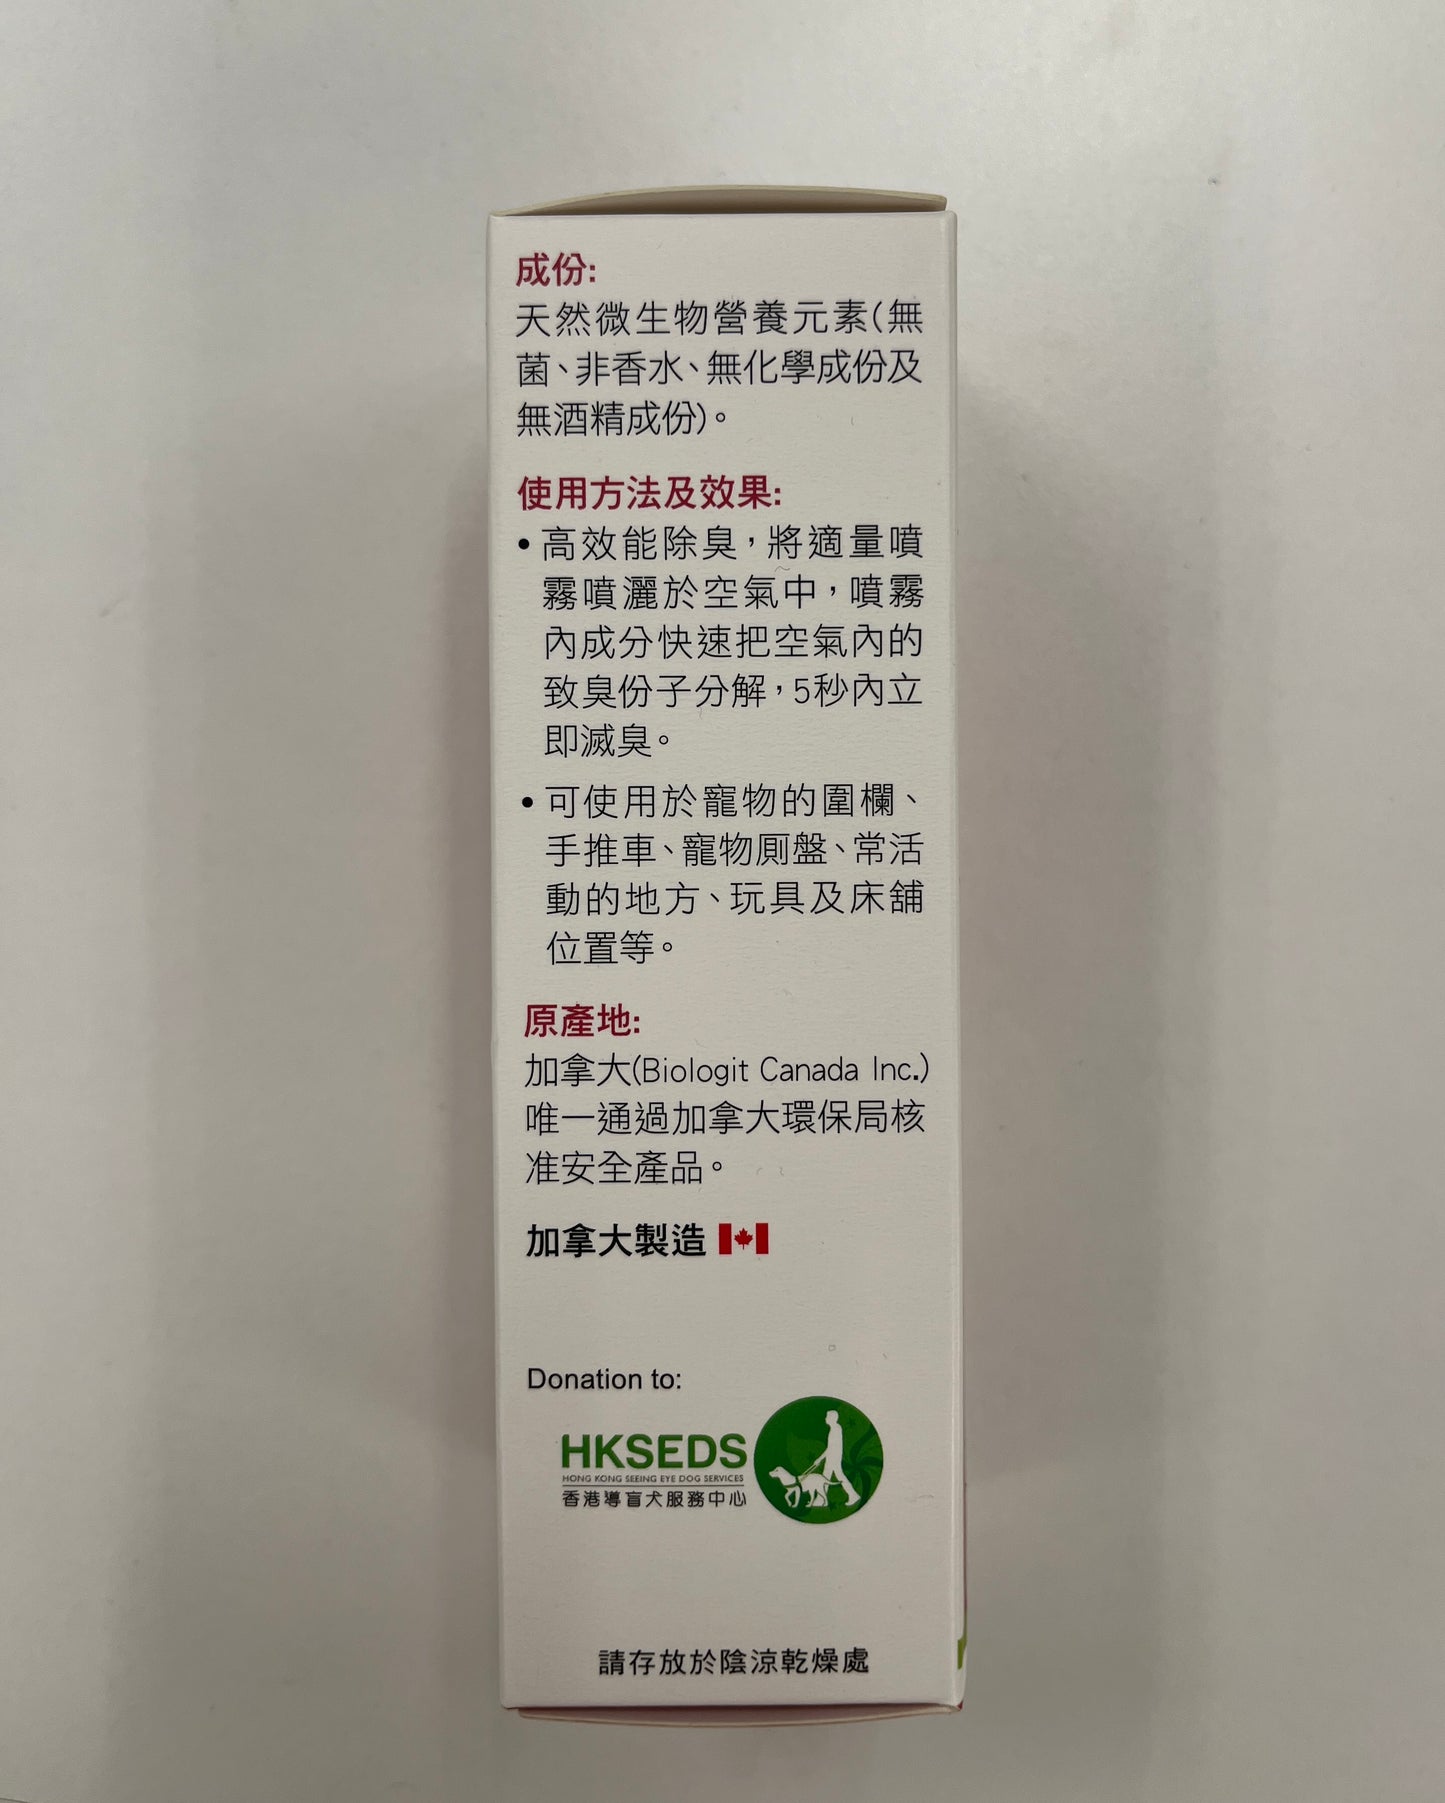 成份:
天然微生物營養元素(無
菌、非香水、無化學成份及
無酒精成份)。
使用方法及效果:
• 高效能除臭，將適量噴
霧噴灑於空氣中，噴霧
內成分快速把空氣內的
致臭份子分解，5秒內立
即滅臭。
• 可使用於寵物的圍欄、
手推車、寵物厠盤、常活
動的地方、玩具及床舖
位置等。
原產地:
加拿大(Biologit Canada Inc.)
唯一通過加拿大環保局核
准安全產品。
加拿大製造
Donation to:
HKSEDS
HONG KONG SEEING EYE DOG SERVICES
香港導盲犬服務中心
請存放於陰涼乾燥處